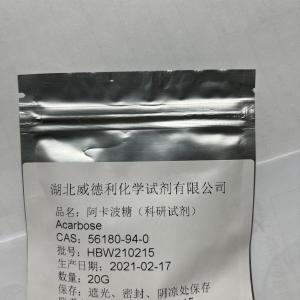 湖北威德利化学试剂有限公司
品名：阿卡波糖（科研试剂）
Acarbose
CAS：56180-94-0
批号：HBW210215
生产日期：2021-02-17
数量：20G
保存：遮光、密封、阴凉处保存